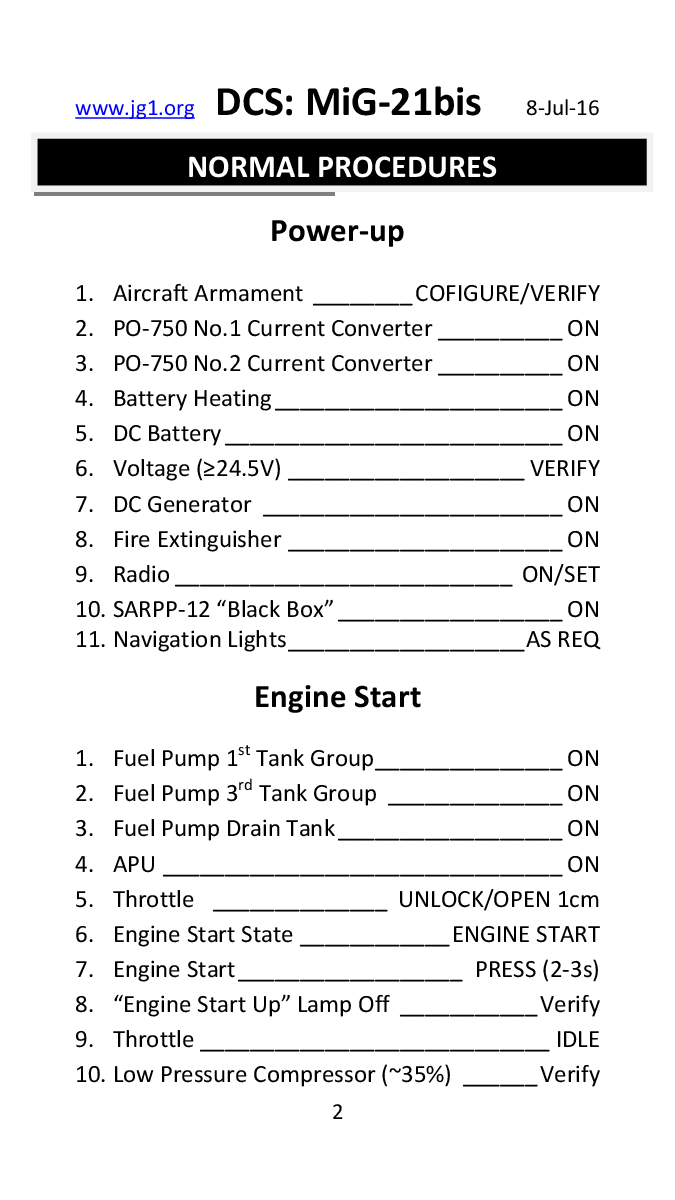 www.jg1.org DCS: MiG-21bis 8-Jul-16
NORMAL PROCEDURES
Power-up
1. Aircraft Armament ________COFIGURE/VERIFY
2. PO-750 No.1 Current Converter __________ ON
3. PO-750 No.2 Current Converter __________ ON
4. Battery Heating_______________________ ON
5. DC Battery___________________________ ON
6. Voltage (≥24.5V) ___________________ VERIFY
7. DC Generator ________________________ ON
8. Fire Extinguisher ______________________ ON
9. Radio ___________________________ ON/SET
10. SARPP-12 “Black Box”__________________ ON
11. Navigation Lights___________________AS REQ
Engine Start
1. Fuel Pump 1st Tank Group_______________ ON
2. Fuel Pump 3rd Tank Group ______________ ON
3. Fuel Pump Drain Tank__________________ ON
4. APU ________________________________ ON
5. Throttle ______________ UNLOCK/OPEN 1cm
6. Engine Start State ____________ENGINE START
7. Engine Start__________________ PRESS (2-3s)
8. “Engine Start Up” Lamp Off ___________Verify
9. Throttle ____________________________ IDLE
10. Low Pressure Compressor (~35%) ______Verify
2